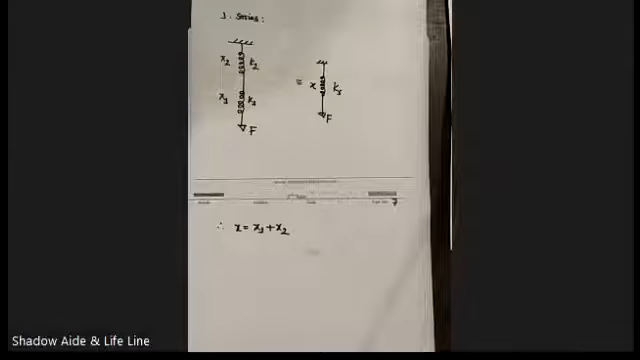 1. Series:
x2 k2
= x ks
x1 k1
F
F
∴ x = x1 + x2
Shadow Aide & Life Line